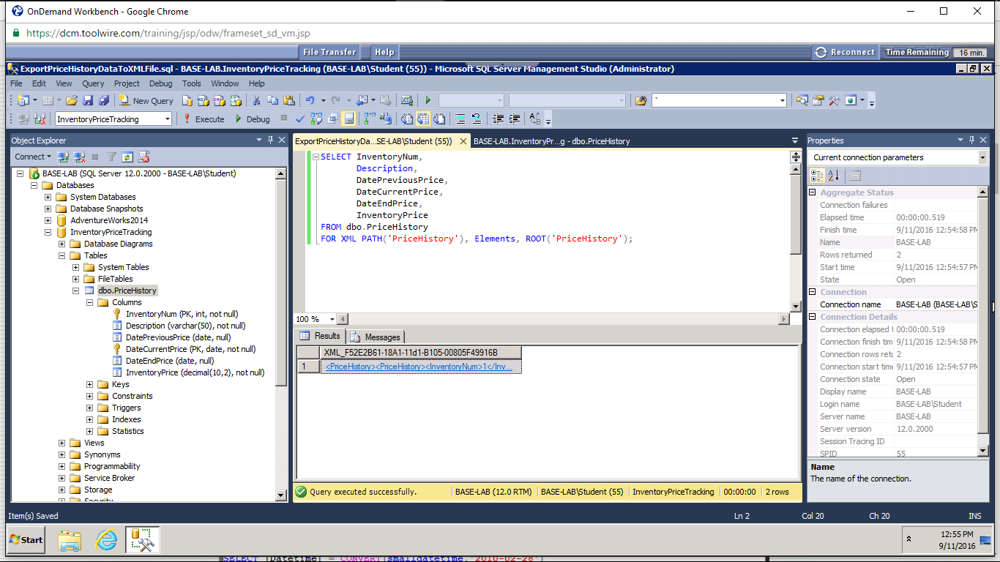 OnDemand Workbench - Google Chrome
https://dcm.toolwire.com/training/jsp/odw/frameset_sd_vm.jsp
File Transfer Help Reconnect Time Remaining 16 min.
ExportPriceHistoryDataToXMLFile.sql - BASE-LAB.InventoryPriceTracking (BASE-LAB\Student (55)) - Microsoft SQL Server Management Studio (Administrator)
File Edit View Query Project Debug Tools Window Help
New Query
InventoryPriceTracking Execute Debug
Object Explorer
Connect
BASE-LAB (SQL Server 12.0.2000 - BASE-LAB\Student)
Databases
System Databases
Database Snapshots
AdventureWorks2014
InventoryPriceTracking
Database Diagrams
Tables
System Tables
FileTables
dbo.PriceHistory
Columns
InventoryNum (PK, int, not null)
Description (varchar(50), not null)
DatePreviousPrice (date, null)
DateCurrentPrice (PK, date, not null)
DateEndPrice (date, null)
InventoryPrice (decimal(10,2), not null)
Keys
Constraints
Triggers
Indexes
Statistics
Views
Synonyms
Programmability
Service Broker
Storage
Security
ExportPriceHistoryDa...SE-LAB\Student (55)) BASE-LAB.InventoryPr...g - dbo.PriceHistory
SELECT InventoryNum,
Description,
DatePreviousPrice,
DateCurrentPrice,
DateEndPrice,
InventoryPrice
FROM dbo.PriceHistory
FOR XML PATH('PriceHistory'), Elements, ROOT('PriceHistory');
100 %
Results Messages
XML_F52E2B61-18A1-11d1-B105-00805F49916B
1 <PriceHistory><PriceHistory><InventoryNum>1</Inv...
Query executed successfully. BASE-LAB (12.0 RTM) BASE-LAB\Student (55) InventoryPriceTracking 00:00:00 2 rows
Properties
Current connection parameters
Aggregate Status
Connection failures
Elapsed time 00:00:00.519
Finish time 9/11/2016 12:54:58 PM
Name BASE-LAB
Rows returned 2
Start time 9/11/2016 12:54:57 PM
State Open
Connection
Connection name BASE-LAB (BASE-LAB\S
Connection Details
Connection elapsed t 00:00:00.519
Connection finish tim 9/11/2016 12:54:58 PM
Connection rows ret 2
Connection start time 9/11/2016 12:54:57 PM
Connection state Open
Display name BASE-LAB
Login name BASE-LAB\Student
Server name BASE-LAB
Server version 12.0.2000
Session Tracing ID
SPID 55
Name
The name of the connection.
Item(s) Saved Ln 2 Col 20 Ch 20 INS
Start 12:55 PM
9/11/2016
SELECT [Datetime] = CONVERT(smalldatetime,'2010-02-28')